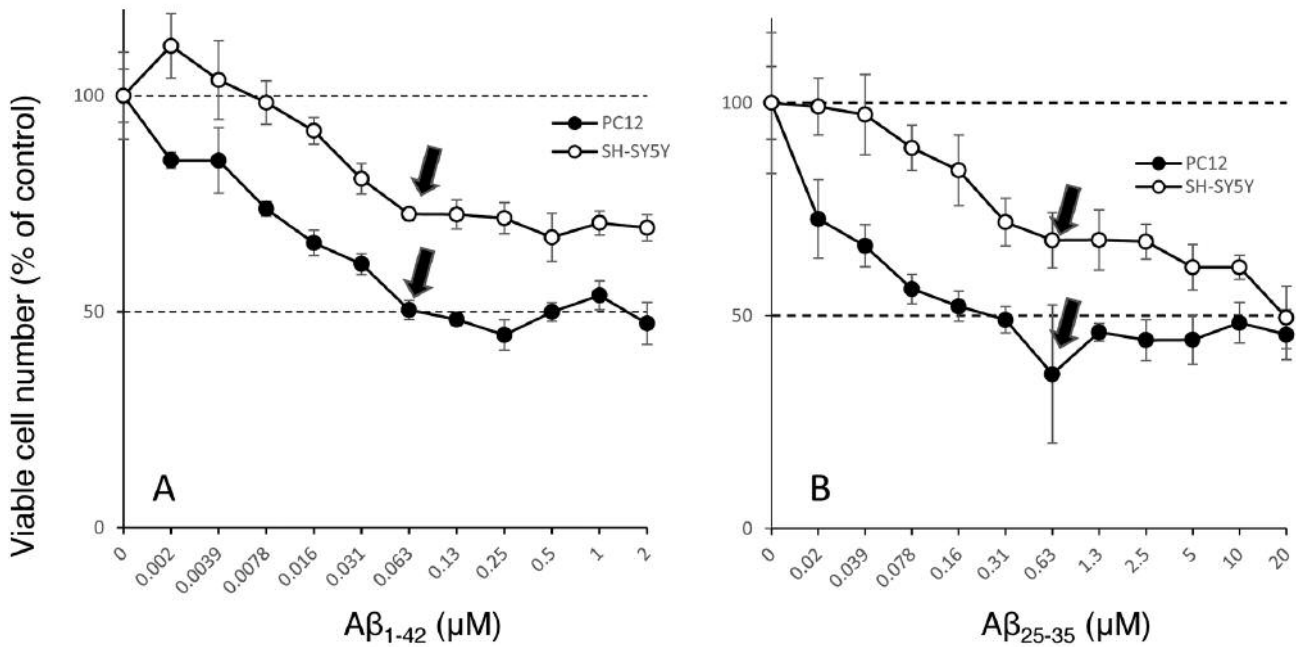 Viable cell number (% of control)
100
50
0
PC12
SH-SY5Y
A
0 0.002 0.0039 0.0078 0.016 0.031 0.063 0.13 0.25 0.5 1 2
Aβ1-42 (μM)
100
50
0
PC12
SH-SY5Y
B
0 0.02 0.039 0.078 0.16 0.31 0.63 1.3 2.5 5 10 20
Aβ25-35 (μM)